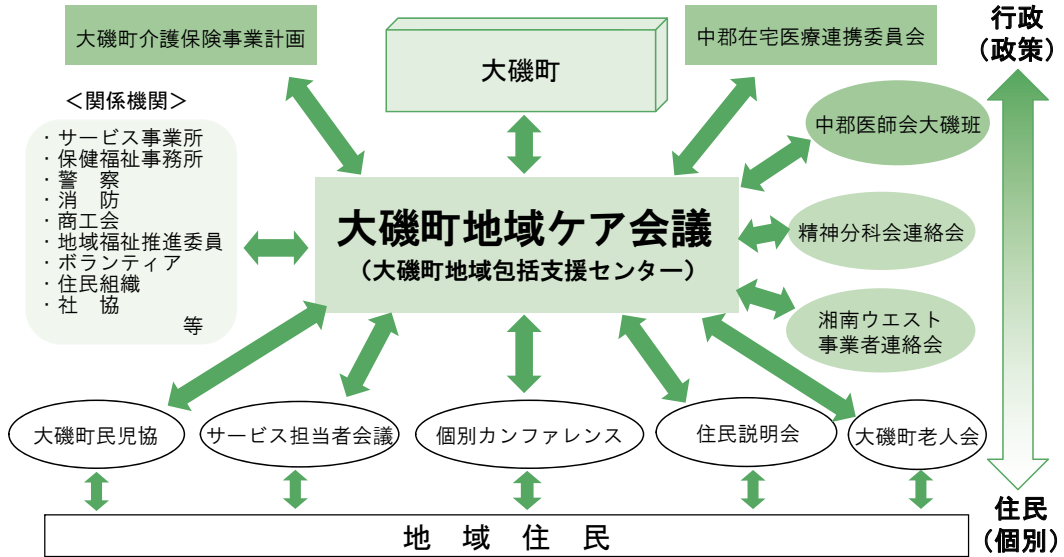 大磯町介護保険事業計画
大磯町
中郡在宅医療連携委員会
行政
（政策）
＜関係機関＞
・サービス事業所
・保健福祉事務所
・警　察
・消　防
・商工会
・地域福祉推進委員
・ボランティア
・住民組織
・社　協
等
中郡医師会大磯班
大磯町地域ケア会議
（大磯町地域包括支援センター）
精神分科会連絡会
湘南ウエスト
事業者連絡会
大磯町民児協
サービス担当者会議
個別カンファレンス
住民説明会
大磯町老人会
地　域　住　民
住民
（個別）